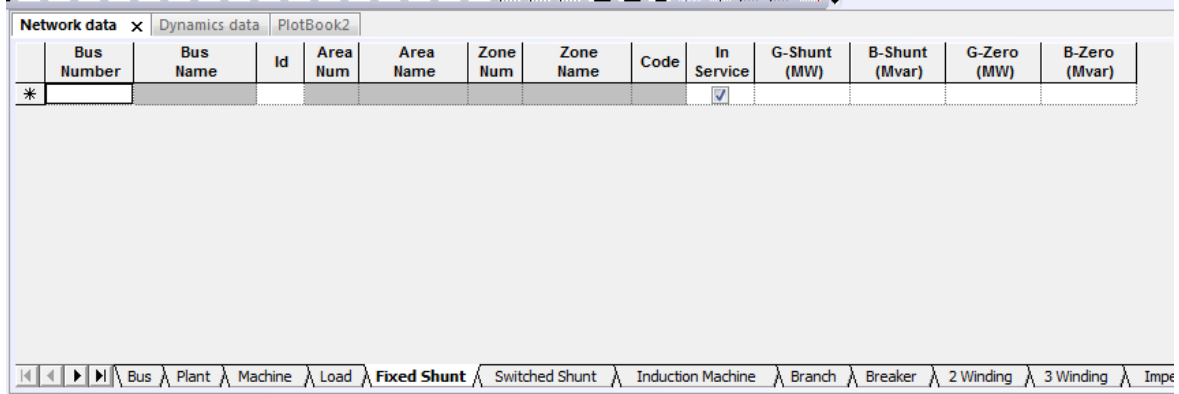 Network data x Dynamics data PlotBook2
Bus Number Bus Name Id Area Num Area Name Zone Num Zone Name Code In Service G-Shunt (MW) B-Shunt (Mvar) G-Zero (MW) B-Zero (Mvar)
Bus Plant Machine Load Fixed Shunt Switched Shunt Induction Machine Branch Breaker 2 Winding 3 Winding Impe